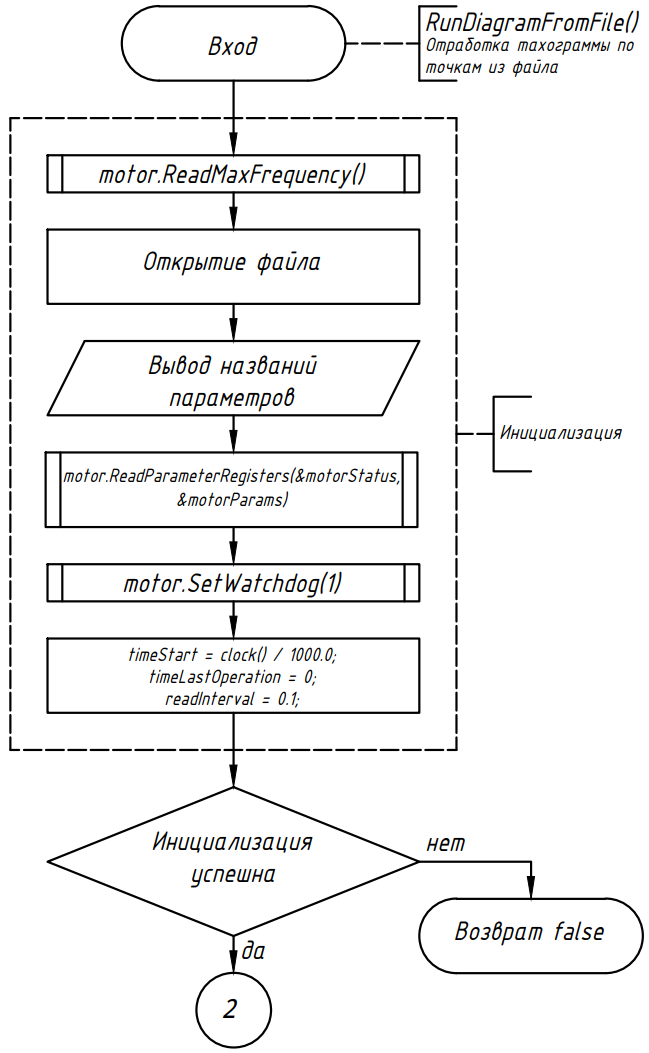 Вход
RunDiagramFromFile()
Отработка тахограммы по
точкам из файла
motor.ReadMaxFrequency()
Открытие файла
Вывод названий
параметров
motor.ReadParameterRegisters(&motorStatus,
&motorParams)
Инициализация
motor.SetWatchdog(1)
timeStart = clock() / 1000.0;
timeLastOperation = 0;
readInterval = 0.1;
Инициализация
успешна
нет
Возврат false
да
2